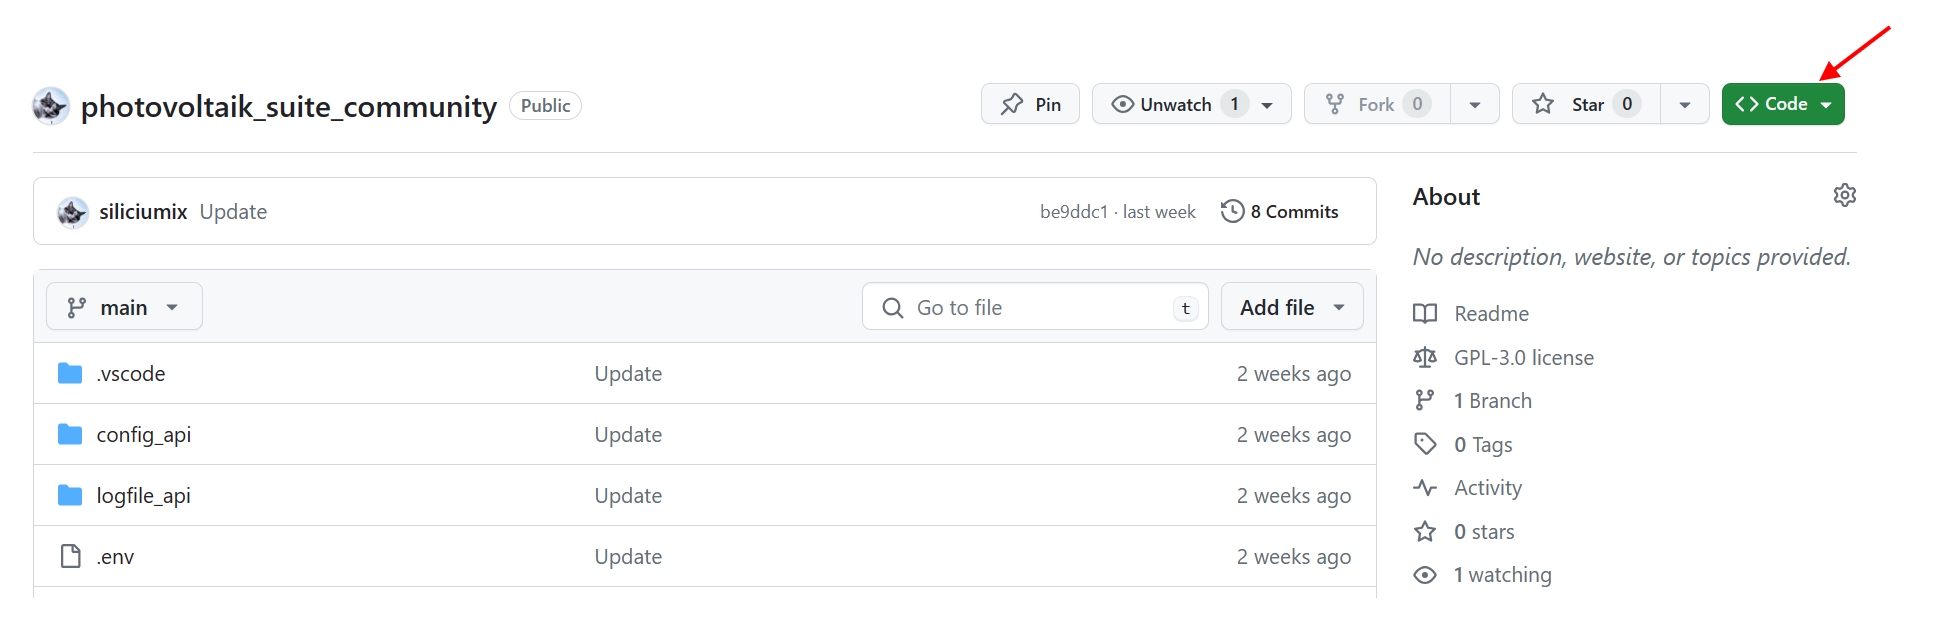 photovoltaik_suite_community Public Pin Unwatch 1 Fork 0 Star 0 Code
siliciumix Update be9ddc1 · last week 8 Commits
main Go to file t Add file
.vscode Update 2 weeks ago
config_api Update 2 weeks ago
logfile_api Update 2 weeks ago
.env Update 2 weeks ago
About
No description, website, or topics provided.
Readme
GPL-3.0 license
1 Branch
0 Tags
Activity
0 stars
1 watching